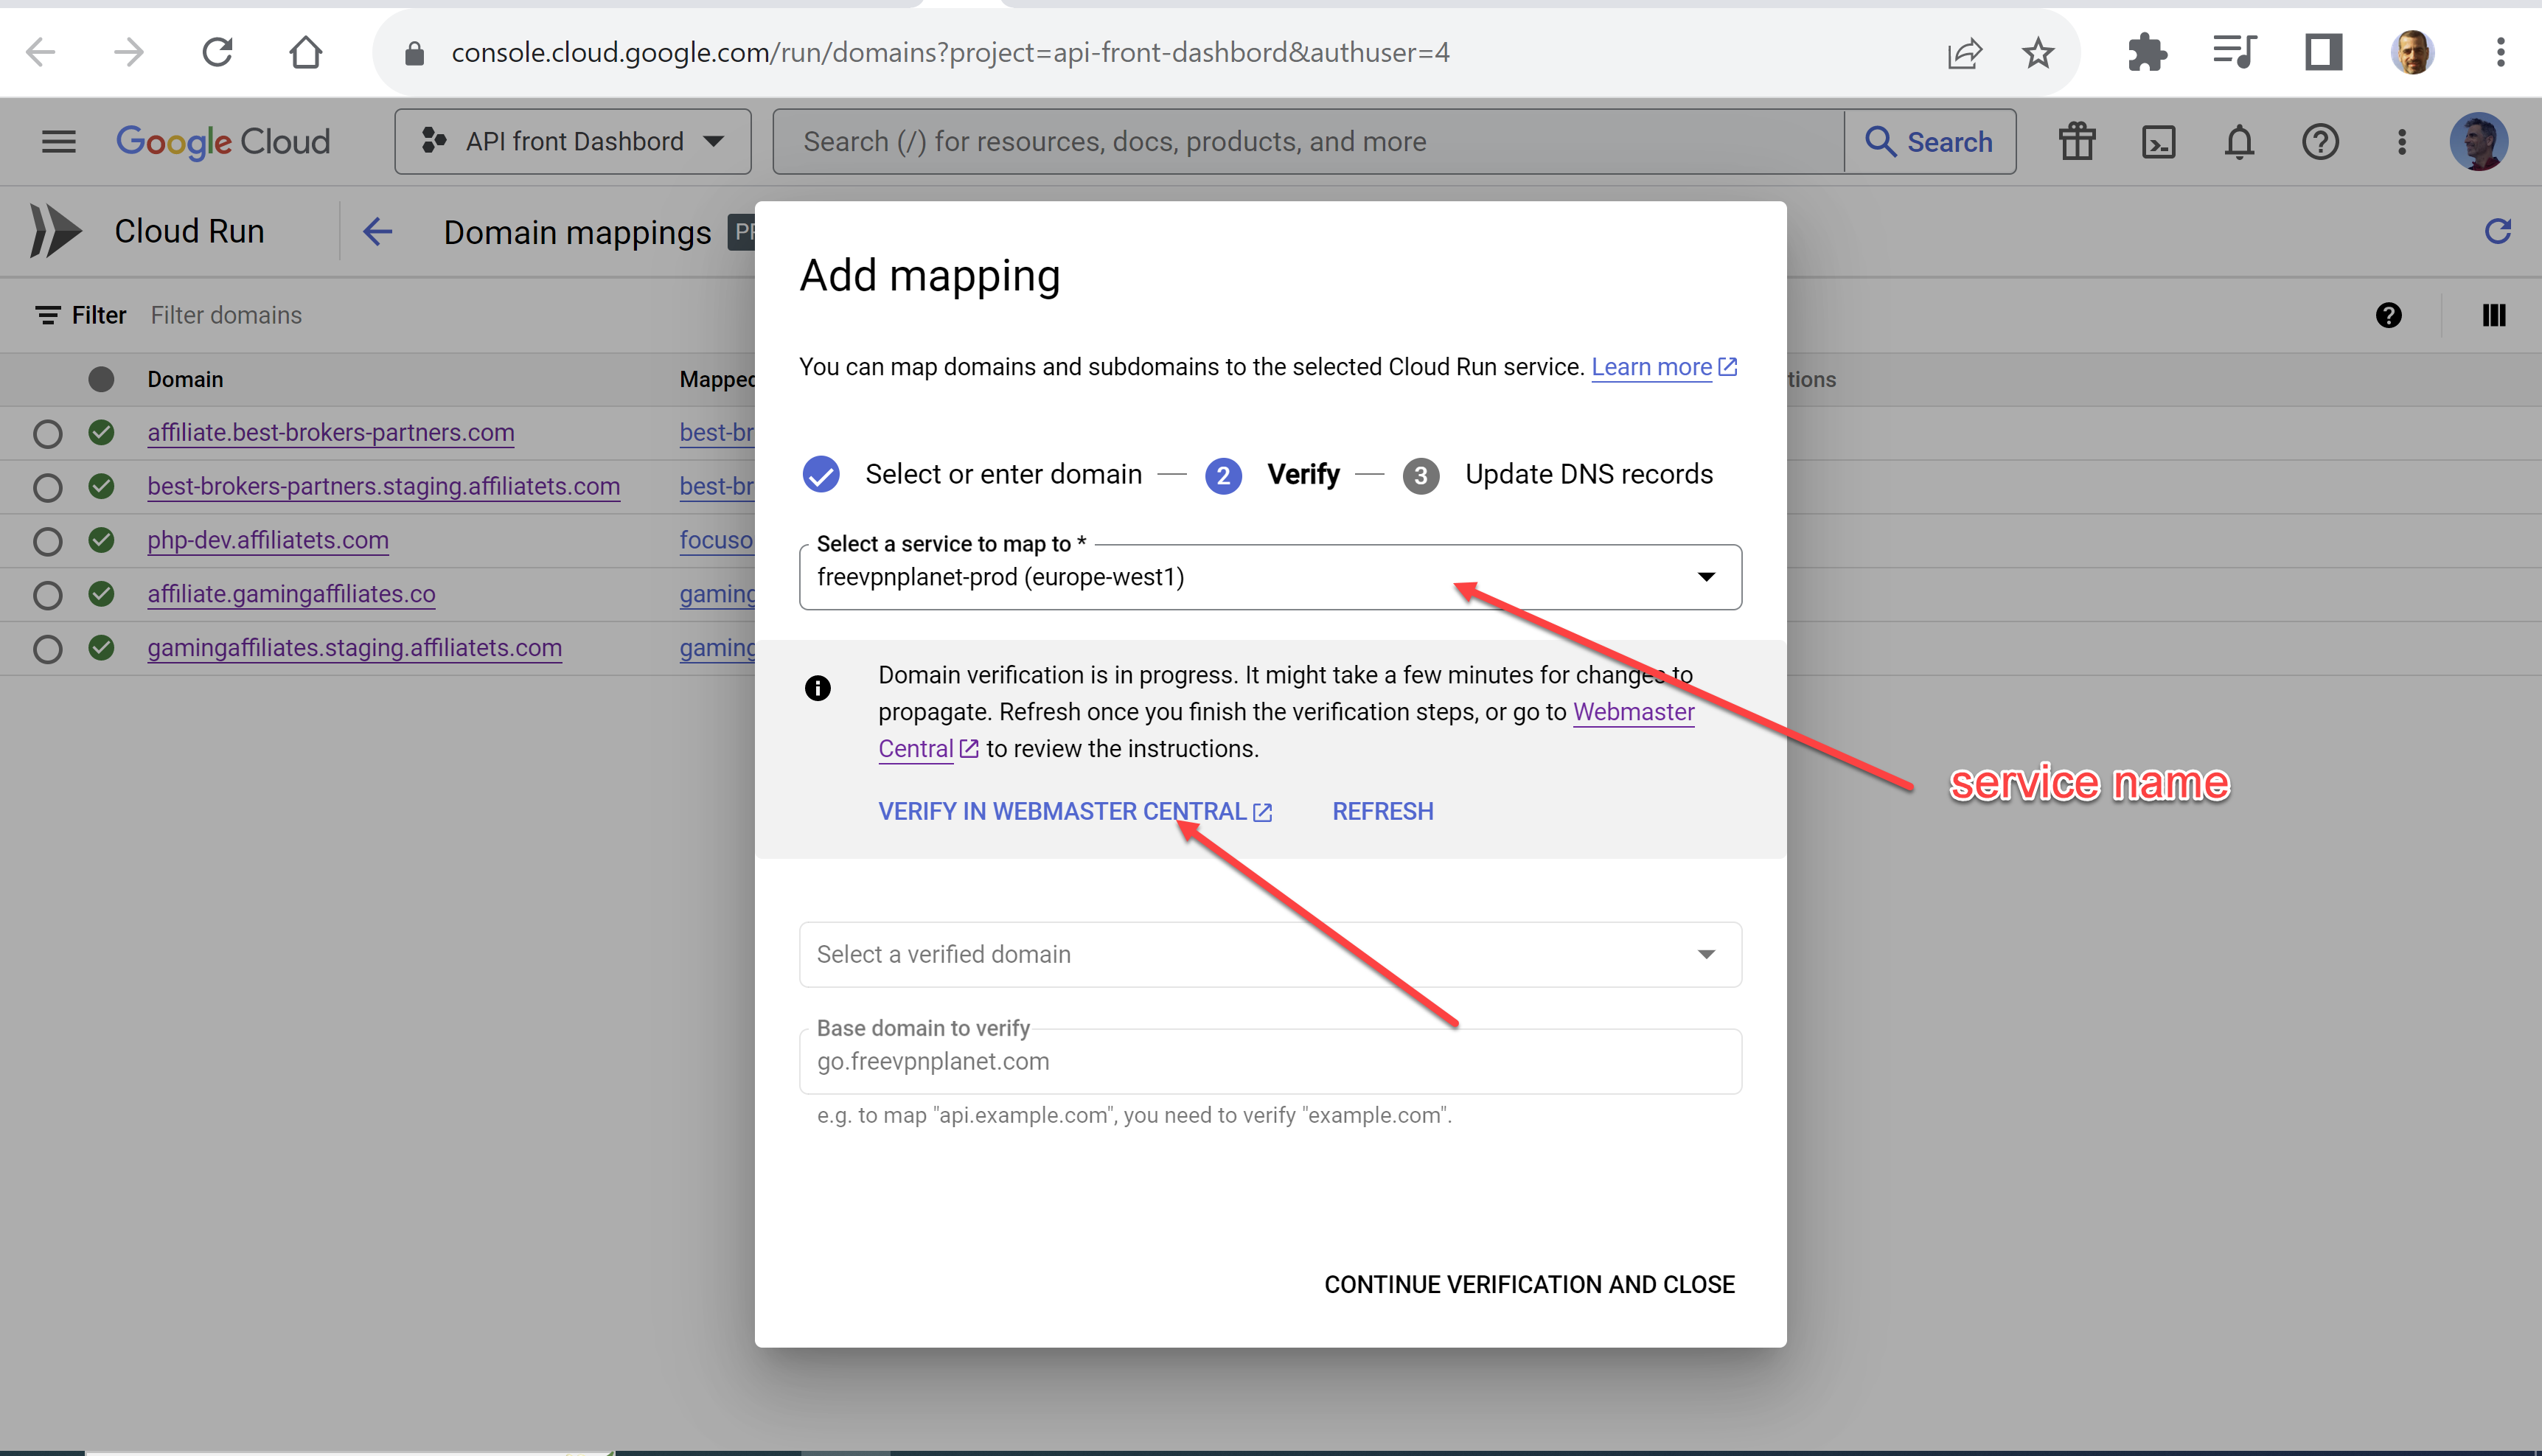 console.cloud.google.com/run/domains?project=api-front-dashbord&authuser=4
Google Cloud
API front Dashbord
Search (/) for resources, docs, products, and more
Search
Cloud Run
Domain mappings
Add mapping
Filter
Filter domains
You can map domains and subdomains to the selected Cloud Run service. Learn more
Domain
Mapped
tions
affiliate.best-brokers-partners.com
best-br
Select or enter domain
2
Verify
3
Update DNS records
best-brokers-partners.staging.affiliatets.com
best-br
php-dev.affiliatets.com
focuso
Select a service to map to *
freevpnplanet-prod (europe-west1)
affiliate.gamingaffiliates.co
gaming
gamingaffiliates.staging.affiliatets.com
gaming
Domain verification is in progress. It might take a few minutes for changes to
propagate. Refresh once you finish the verification steps, or go to Webmaster
Central to review the instructions.
VERIFY IN WEBMASTER CENTRAL
REFRESH
service name
Select a verified domain
Base domain to verify
go.freevpnplanet.com
e.g. to map "api.example.com", you need to verify "example.com".
CONTINUE VERIFICATION AND CLOSE